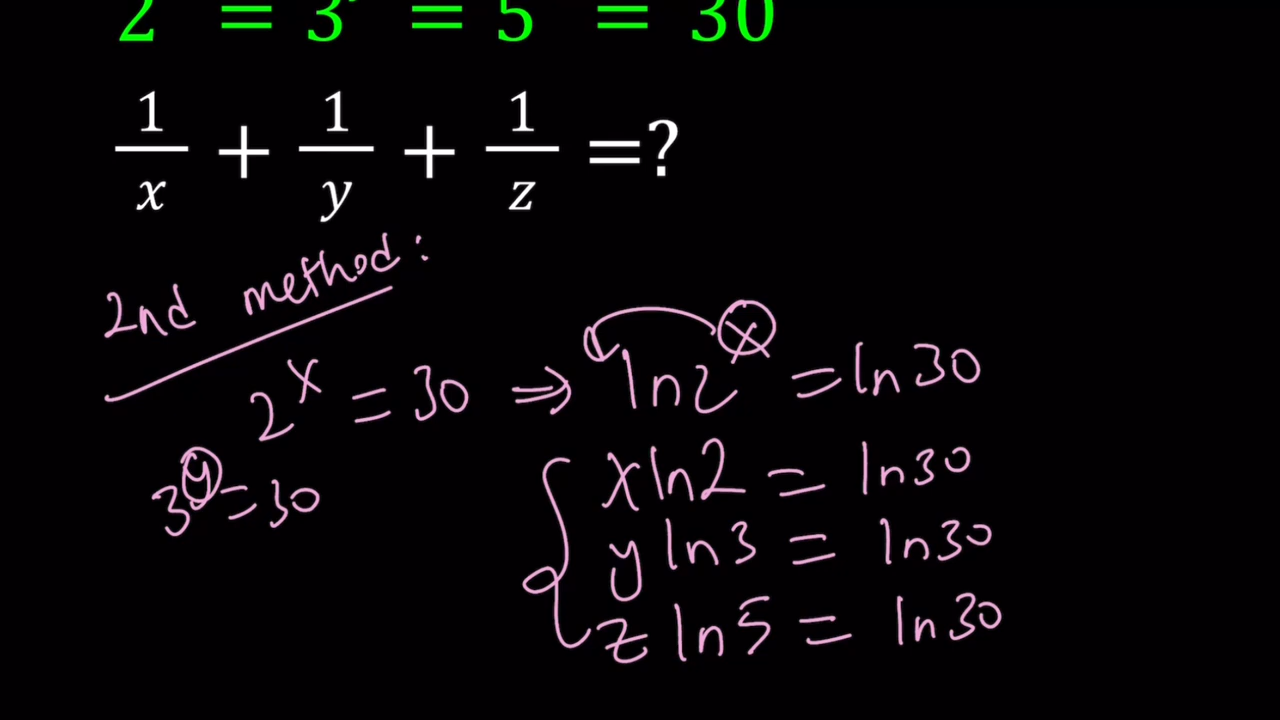 2 = 3 = 5 = 30
1/x + 1/y + 1/z =?
2nd method:
2^x = 30 ⇒ ln2^x = ln30
3^y = 30
x ln2 = ln30
y ln3 = ln30
z ln5 = ln30